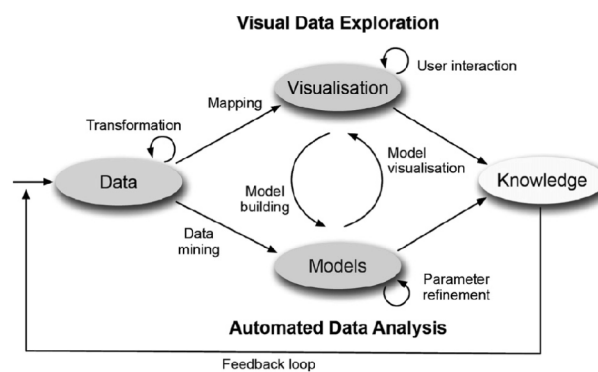 Visual Data Exploration
User interaction
Visualisation
Mapping
Transformation
Model
visualisation
Data
Knowledge
Model
building
Data
mining
Models
Parameter
refinement
Automated Data Analysis
Feedback loop